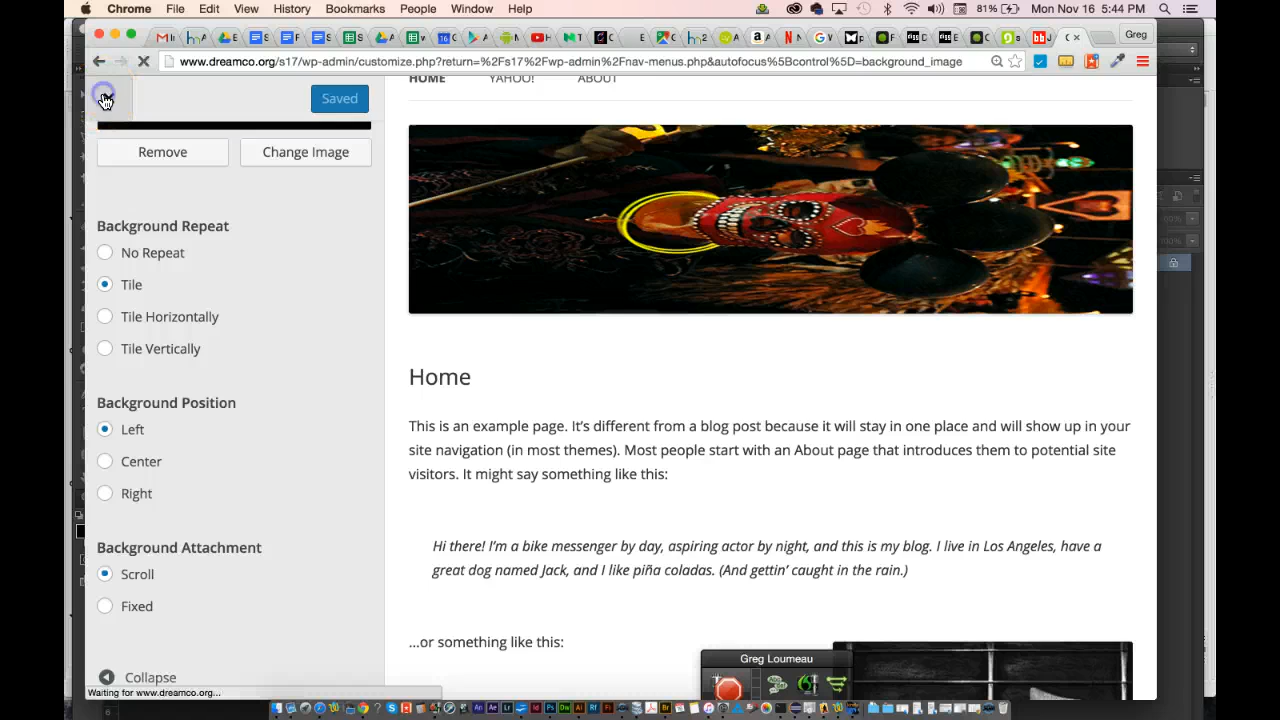 Chrome File Edit View History Bookmarks People Window Help 81% Mon Nov 16 5:44 PM
Greg
www.dreamco.org/s17/wp-admin/customize.php?return=%2Fs17%2Fwp-admin%2Fnav-menus.php&autofocus%5Bcontrol%5D=background_image
HOME YAHOO! ABOUT
Saved
Remove Change Image
Background Repeat
No Repeat
Tile
Tile Horizontally
Tile Vertically
Background Position
Left
Center
Right
Background Attachment
Scroll
Fixed
Collapse
Waiting for www.dreamco.org...
Home
This is an example page. It's different from a blog post because it will stay in one place and will show up in your
site navigation (in most themes). Most people start with an About page that introduces them to potential site
visitors. It might say something like this:
Hi there! I'm a bike messenger by day, aspiring actor by night, and this is my blog. I live in Los Angeles, have a
great dog named Jack, and I like piña coladas. (And gettin' caught in the rain.)
...or something like this:
Greg Loumeau